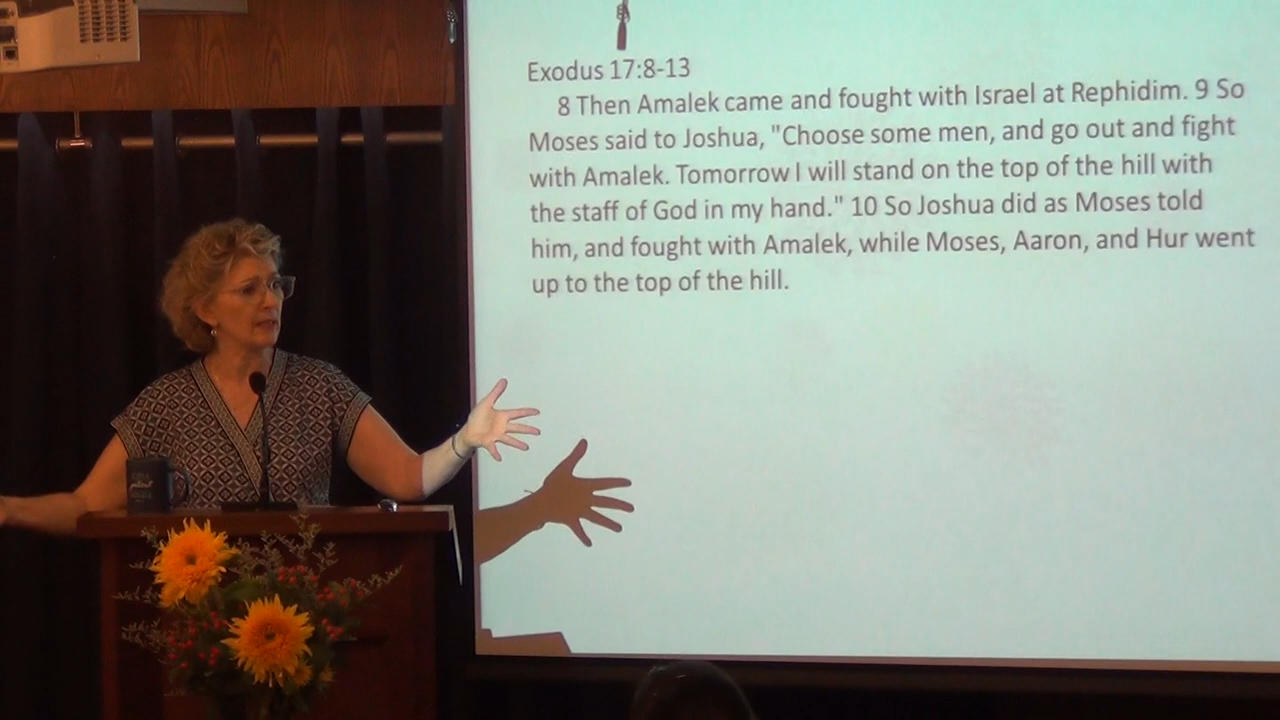 Exodus 17:8-13
8 Then Amalek came and fought with Israel at Rephidim. 9 So
Moses said to Joshua, "Choose some men, and go out and fight
with Amalek. Tomorrow I will stand on the top of the hill with
the staff of God in my hand." 10 So Joshua did as Moses told
him, and fought with Amalek, while Moses, Aaron, and Hur went
up to the top of the hill.